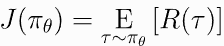 J(π_θ) = E_{τ∼π_θ} [R(τ)]